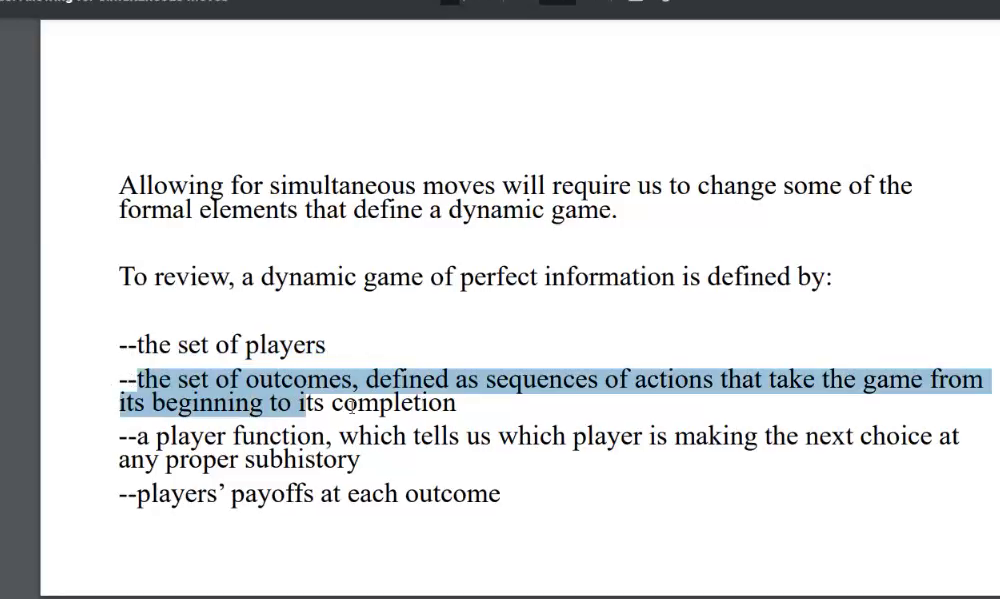 Allowing for simultaneous moves will require us to change some of the
formal elements that define a dynamic game.
To review, a dynamic game of perfect information is defined by:
--the set of players
--the set of outcomes, defined as sequences of actions that take the game from
its beginning to its completion
--a player function, which tells us which player is making the next choice at
any proper subhistory
--players’ payoffs at each outcome